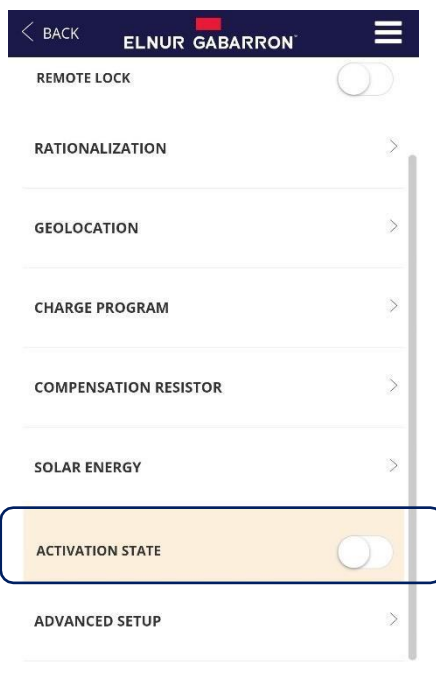 BACK
ELNUR GABARRON
REMOTE LOCK
RATIONALIZATION
GEOLOCATION
CHARGE PROGRAM
COMPENSATION RESISTOR
SOLAR ENERGY
ACTIVATION STATE
ADVANCED SETUP